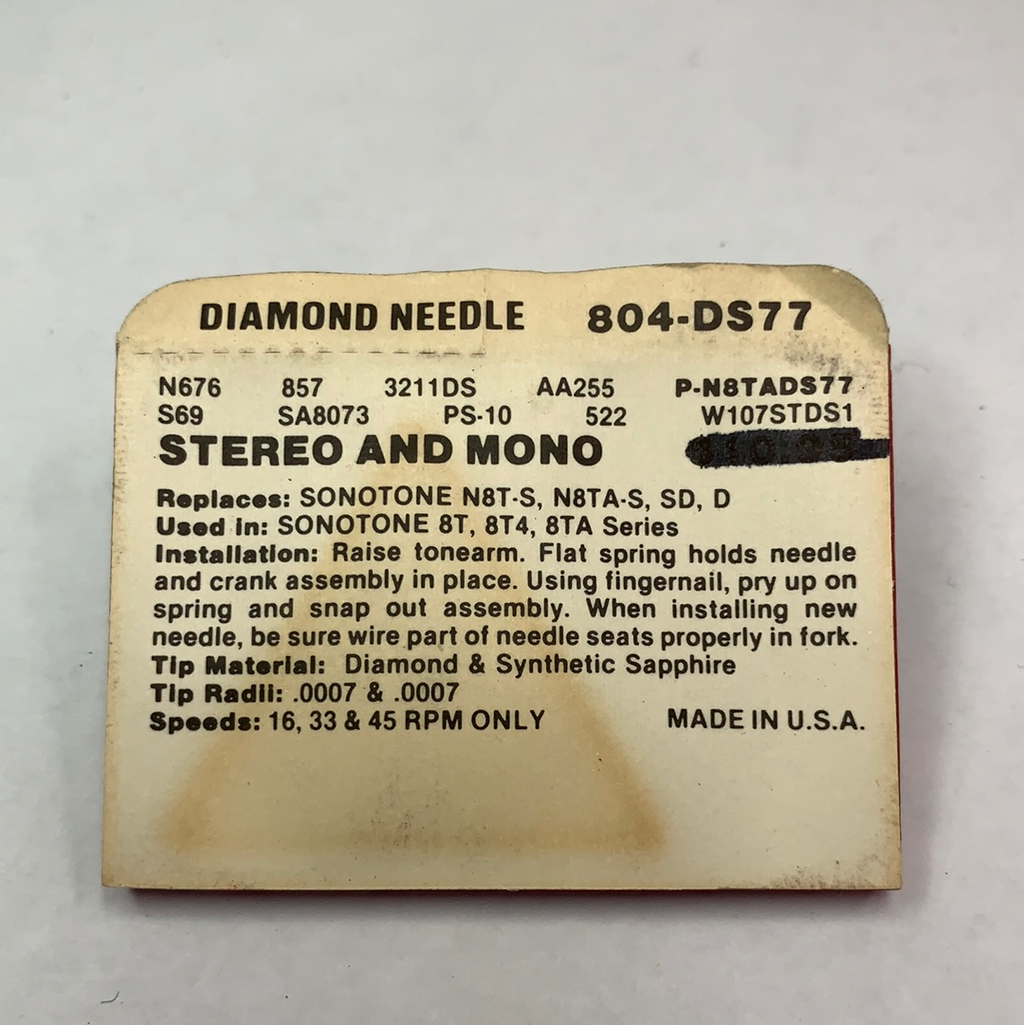 DIAMOND NEEDLE 804-DS77
N676 857 3211DS AA255 P-N8TADS77
S69 SA8073 PS-10 522 W107STDS1
STEREO AND MONO
Replaces: SONOTONE N8T-S, N8TA-S, SD, D
Used in: SONOTONE 8T, 8T4, 8TA Series
Installation: Raise tonearm. Flat spring holds needle
and crank assembly in place. Using fingernail, pry up on
spring and snap out assembly. When installing new
needle, be sure wire part of needle seats properly in fork.
Tip Material: Diamond & Synthetic Sapphire
Tip Radii: .0007 & .0007
Speeds: 16, 33 & 45 RPM ONLY MADE IN U.S.A.